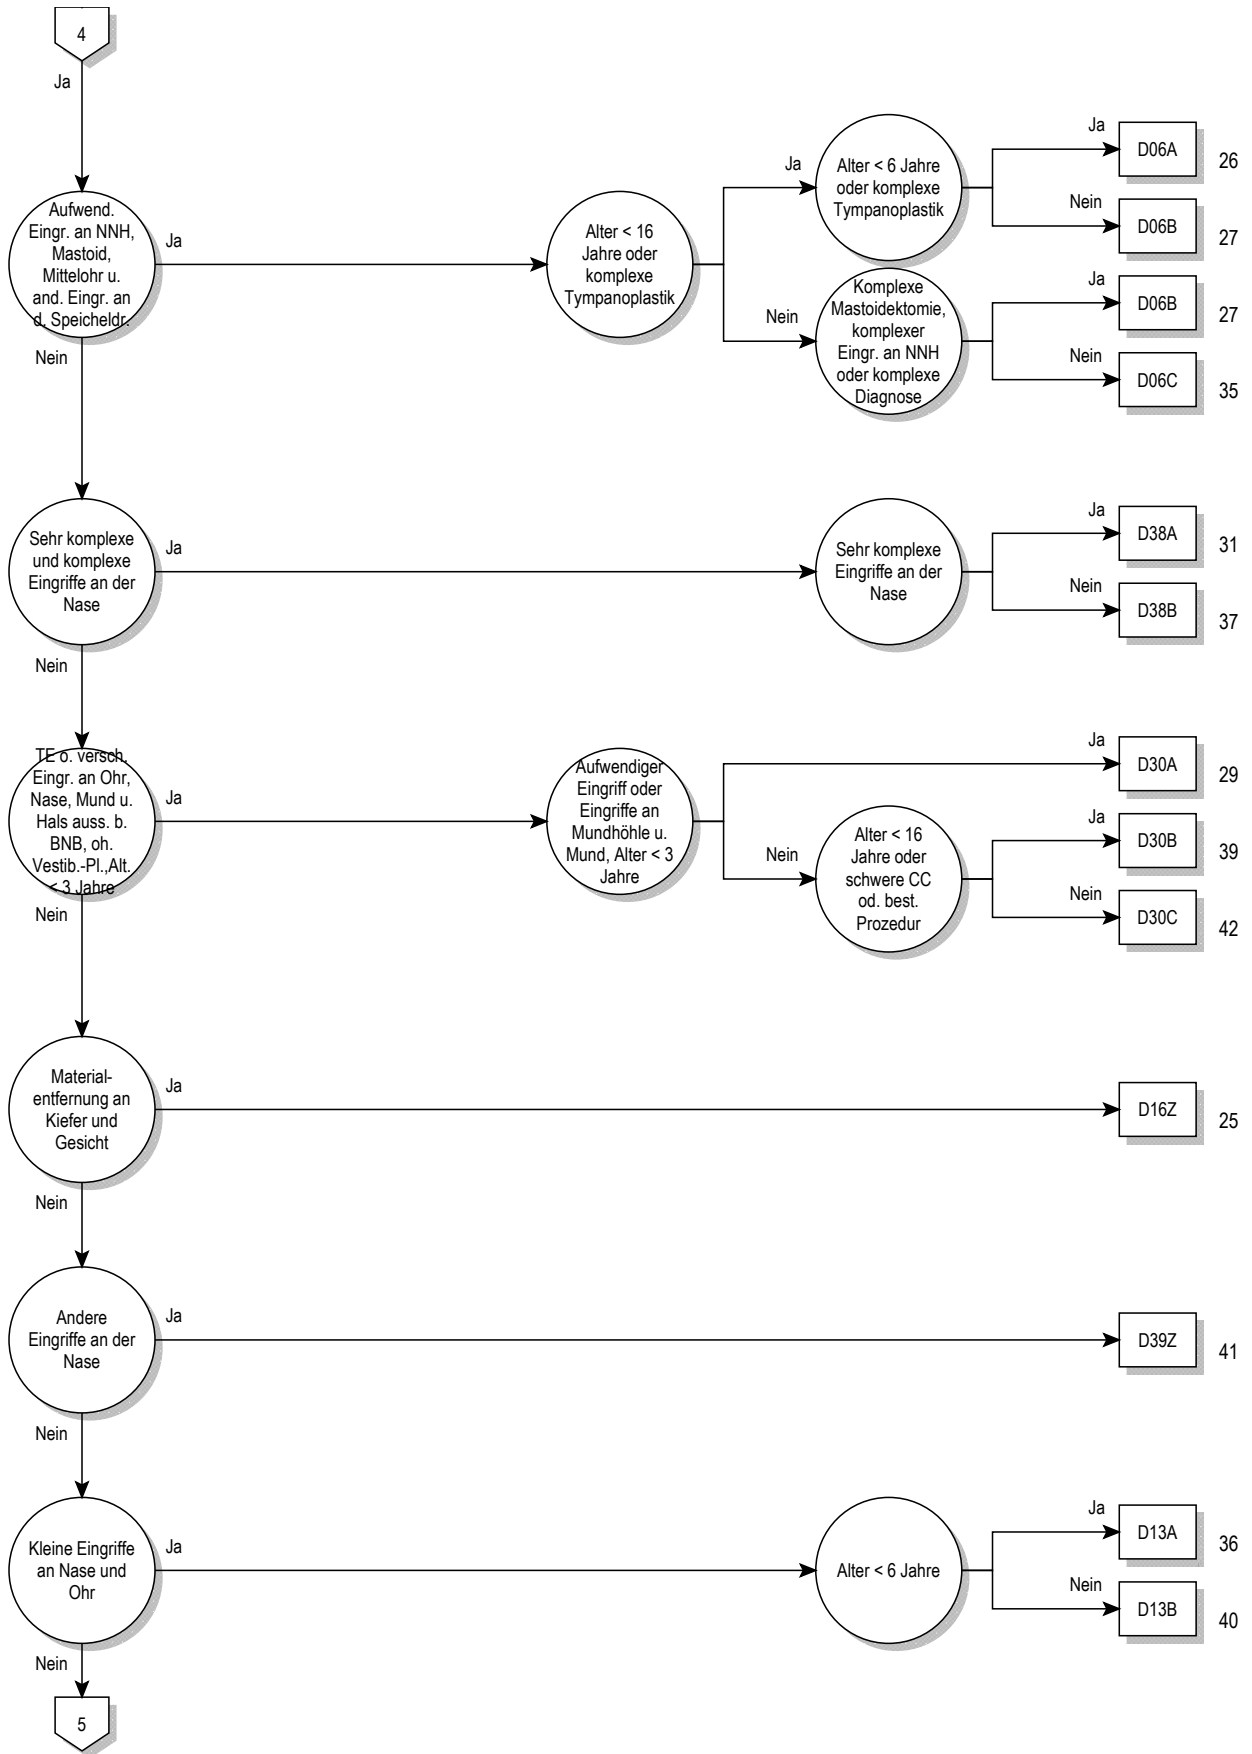 4
Ja
Aufwend.
Eingr. an NNH,
Mastoid,
Mittelohr u.
and. Eingr. an
d. Speicheldr.
Ja
Nein
Alter < 16
Jahre oder
komplexe
Tympanoplastik
Ja
Nein
Alter < 6 Jahre
oder komplexe
Tympanoplastik
Ja
D06A
26
Nein
D06B
27
Komplexe
Mastoidektomie,
komplexer
Eingr. an NNH
oder komplexe
Diagnose
Ja
D06B
27
Nein
D06C
35
Sehr komplexe
und komplexe
Eingriffe an der
Nase
Ja
Nein
Sehr komplexe
Eingriffe an der
Nase
Ja
D38A
31
Nein
D38B
37
TE o. versch.
Eingr. an Ohr,
Nase, Mund u.
Hals auss. b.
BNB, oh.
Vestib.-Pl.,Alt.
< 3 Jahre
Ja
Nein
Aufwendiger
Eingriff oder
Eingriffe an
Mundhöhle u.
Mund, Alter < 3
Jahre
Ja
D30A
29
Nein
Alter < 16
Jahre oder
schwere CC
od. best.
Prozedur
Ja
D30B
39
Nein
D30C
42
Material-
entfernung an
Kiefer und
Gesicht
Ja
D16Z
25
Nein
Andere
Eingriffe an der
Nase
Ja
D39Z
41
Nein
Kleine Eingriffe
an Nase und
Ohr
Ja
Alter < 6 Jahre
Ja
D13A
36
Nein
D13B
40
Nein
5